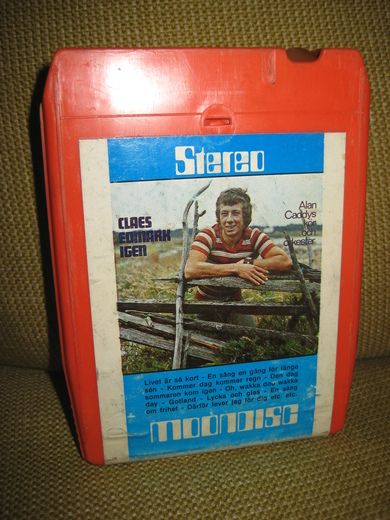 Stereo
CLAES
EDMARK
IGEN
Alan
Caddys
kör
och
orkester
Livet är så kort - En sång en gång för länge
sén - Kommer dag kommer regn - Den dag
sommaren kom igen - Oh, wakka doo wakka
day - Gotland - Lycka och glas - En sång
om frihet - Därför lever jag för dig etc. etc.
MOONDISC